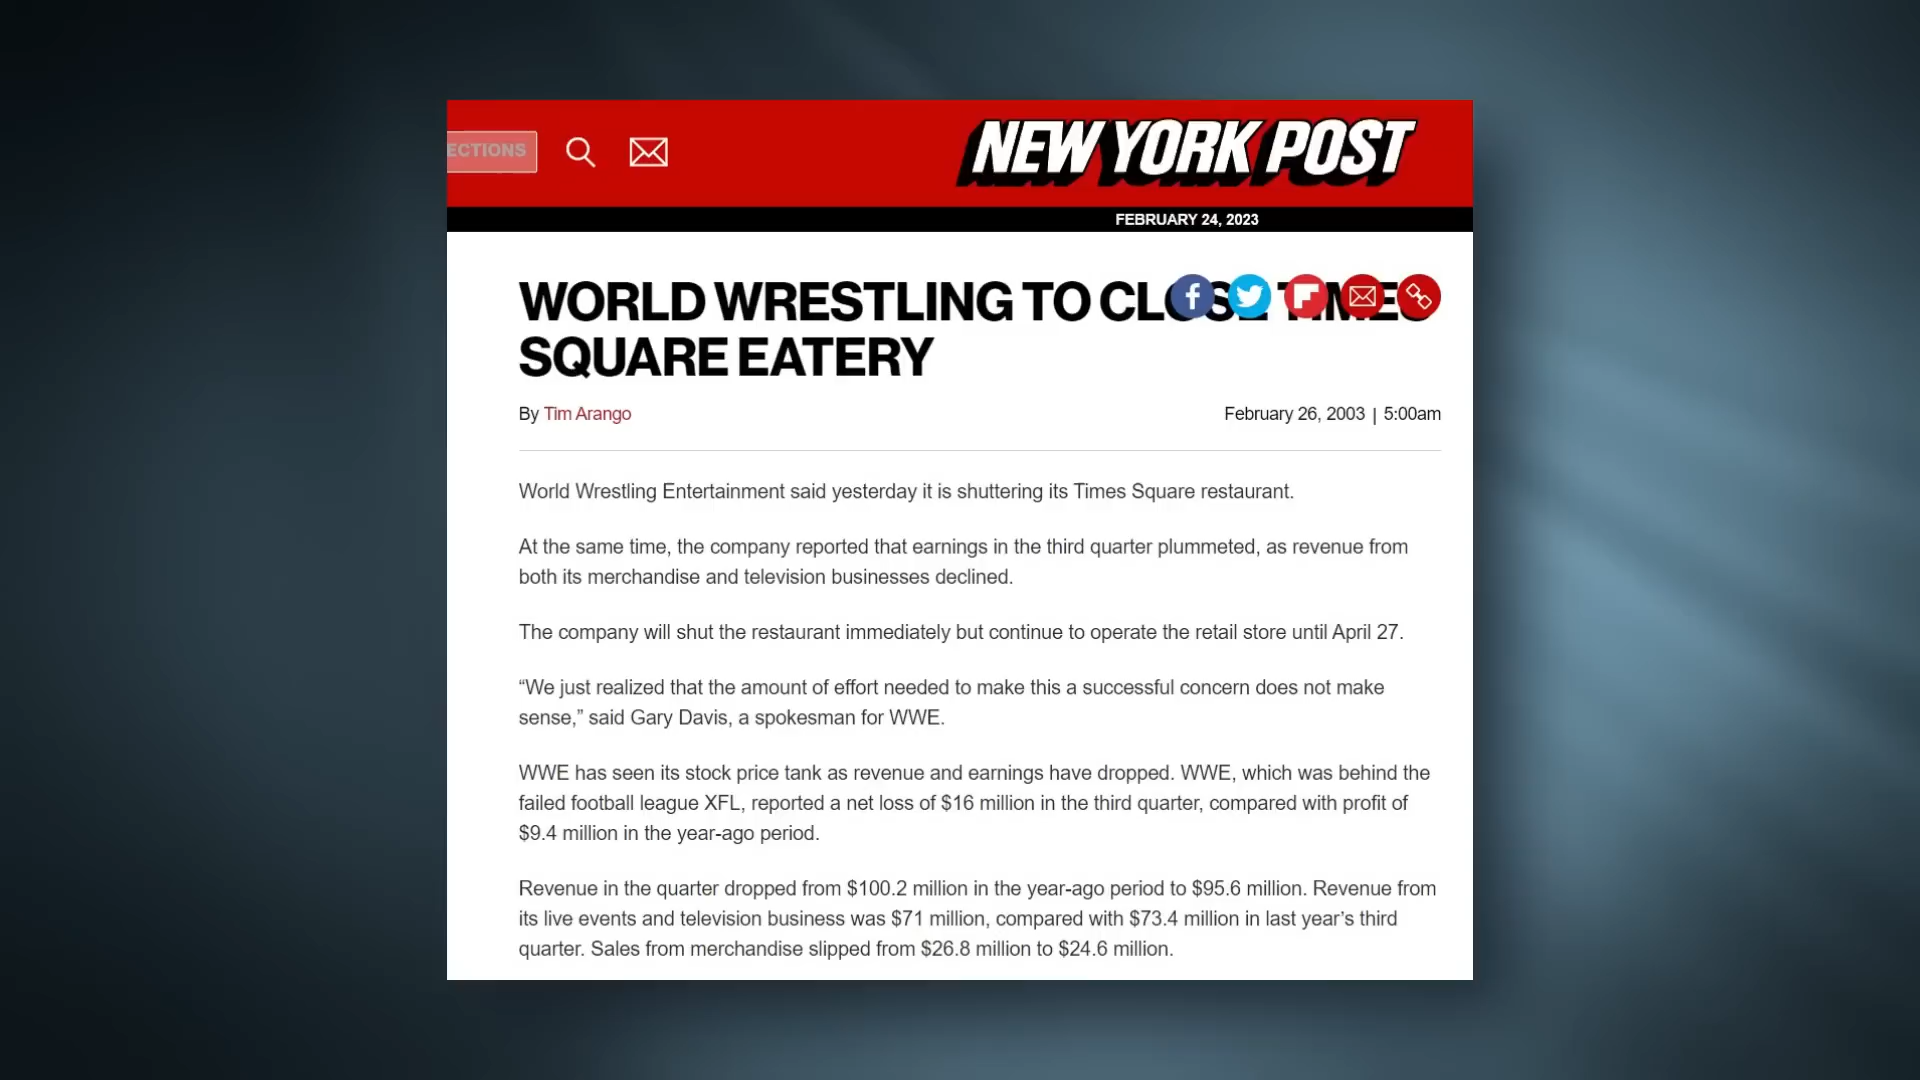 ECTIONS
NEW YORK POST
FEBRUARY 24, 2023
WORLD WRESTLING TO CLOSE TIMES
SQUARE EATERY
By Tim Arango
February 26, 2003 | 5:00am
World Wrestling Entertainment said yesterday it is shuttering its Times Square restaurant.
At the same time, the company reported that earnings in the third quarter plummeted, as revenue from
both its merchandise and television businesses declined.
The company will shut the restaurant immediately but continue to operate the retail store until April 27.
“We just realized that the amount of effort needed to make this a successful concern does not make
sense,” said Gary Davis, a spokesman for WWE.
WWE has seen its stock price tank as revenue and earnings have dropped. WWE, which was behind the
failed football league XFL, reported a net loss of $16 million in the third quarter, compared with profit of
$9.4 million in the year-ago period.
Revenue in the quarter dropped from $100.2 million in the year-ago period to $95.6 million. Revenue from
its live events and television business was $71 million, compared with $73.4 million in last year’s third
quarter. Sales from merchandise slipped from $26.8 million to $24.6 million.